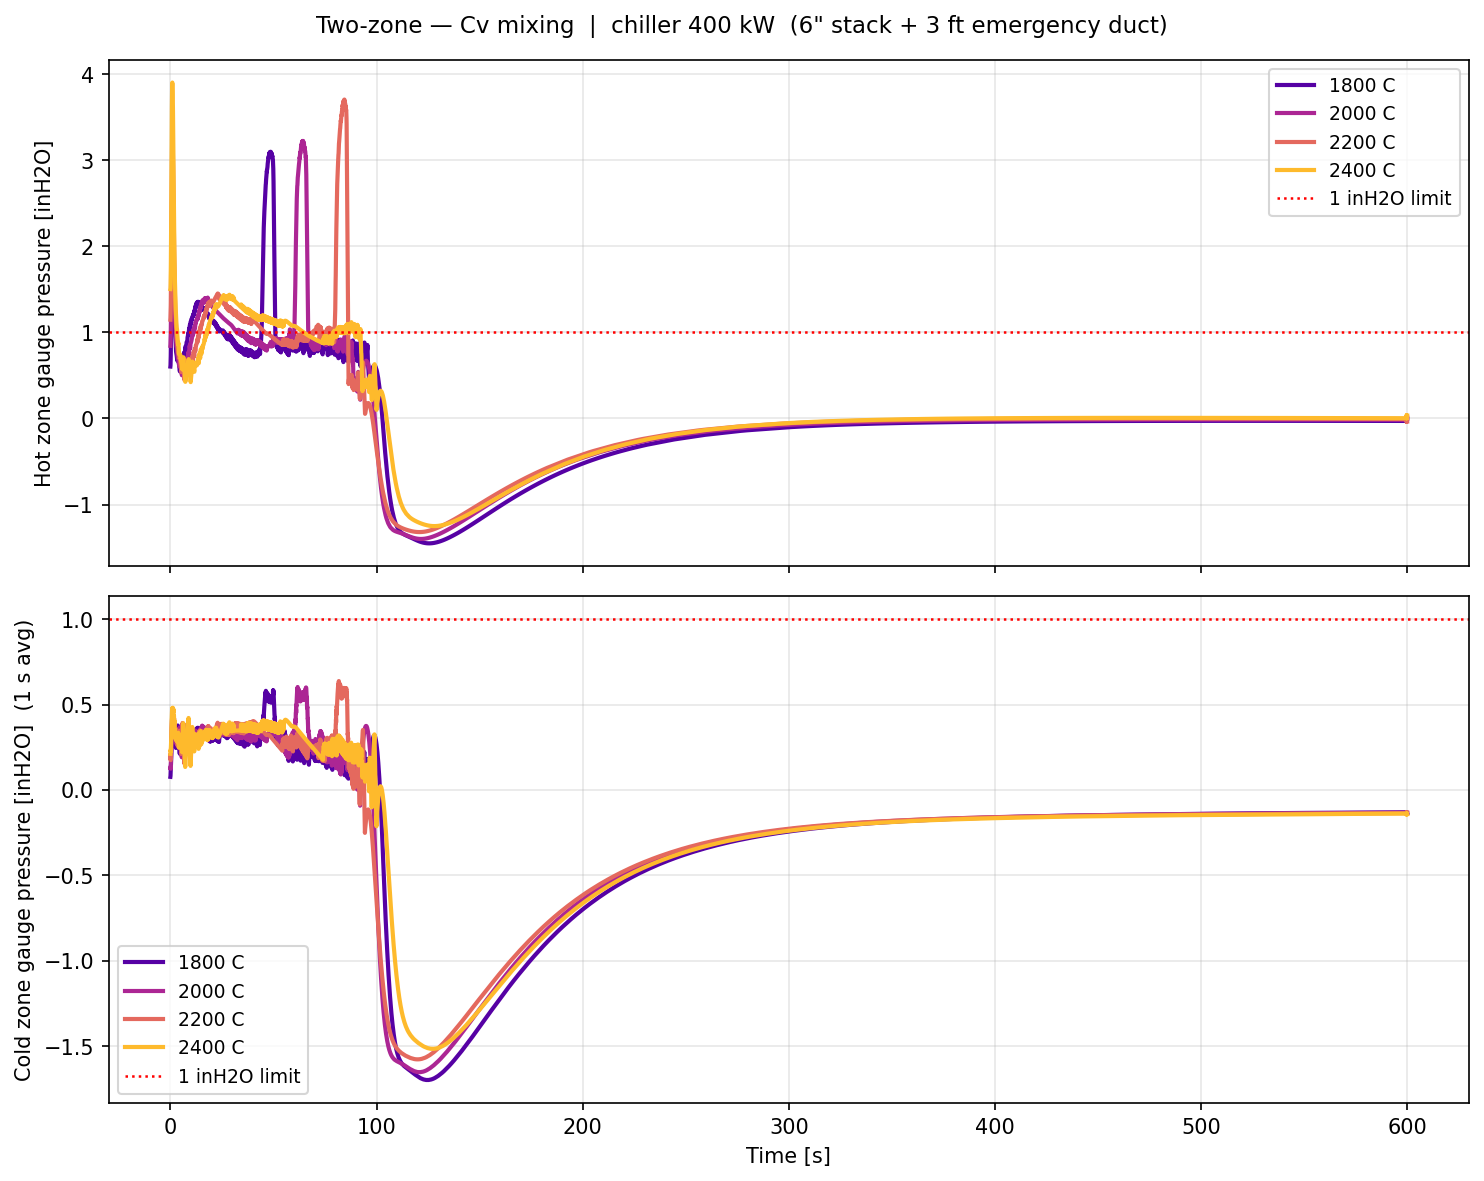 Two-zone — Cv mixing  |  chiller 400 kW  (6" stack + 3 ft emergency duct)
Hot zone gauge pressure [inH2O]
4
3
2
1
0
−1
1800 C
2000 C
2200 C
2400 C
1 inH2O limit
Cold zone gauge pressure [inH2O]  (1 s avg)
1.0
0.5
0.0
−0.5
−1.0
−1.5
1800 C
2000 C
2200 C
2400 C
1 inH2O limit
0
100
200
300
400
500
600
Time [s]